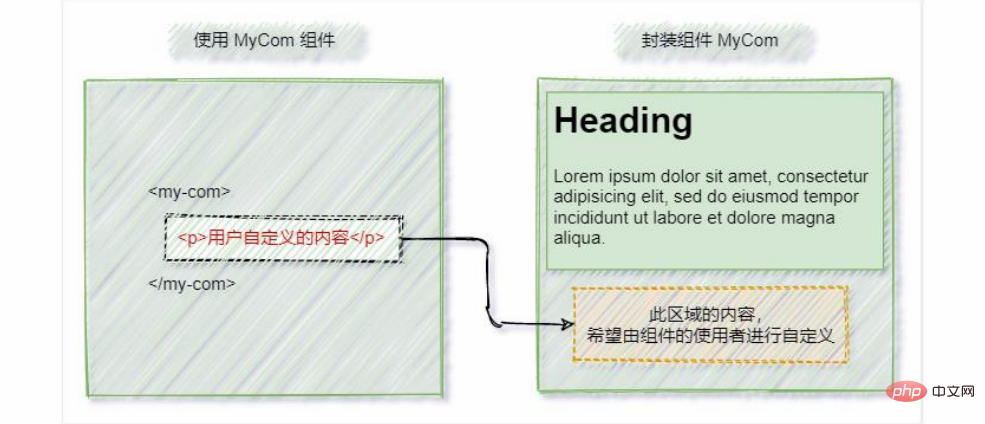 使用 MyCom 组件
<my-com>
<p>用户自定义的内容</p>
</my-com>
封装组件 MyCom
Heading
Lorem ipsum dolor sit amet, consectetur
adipisicing elit, sed do eiusmod tempor
incididunt ut labore et dolore magna
aliqua.
此区域的内容，
希望由组件的使用者进行自定义
php 中文网